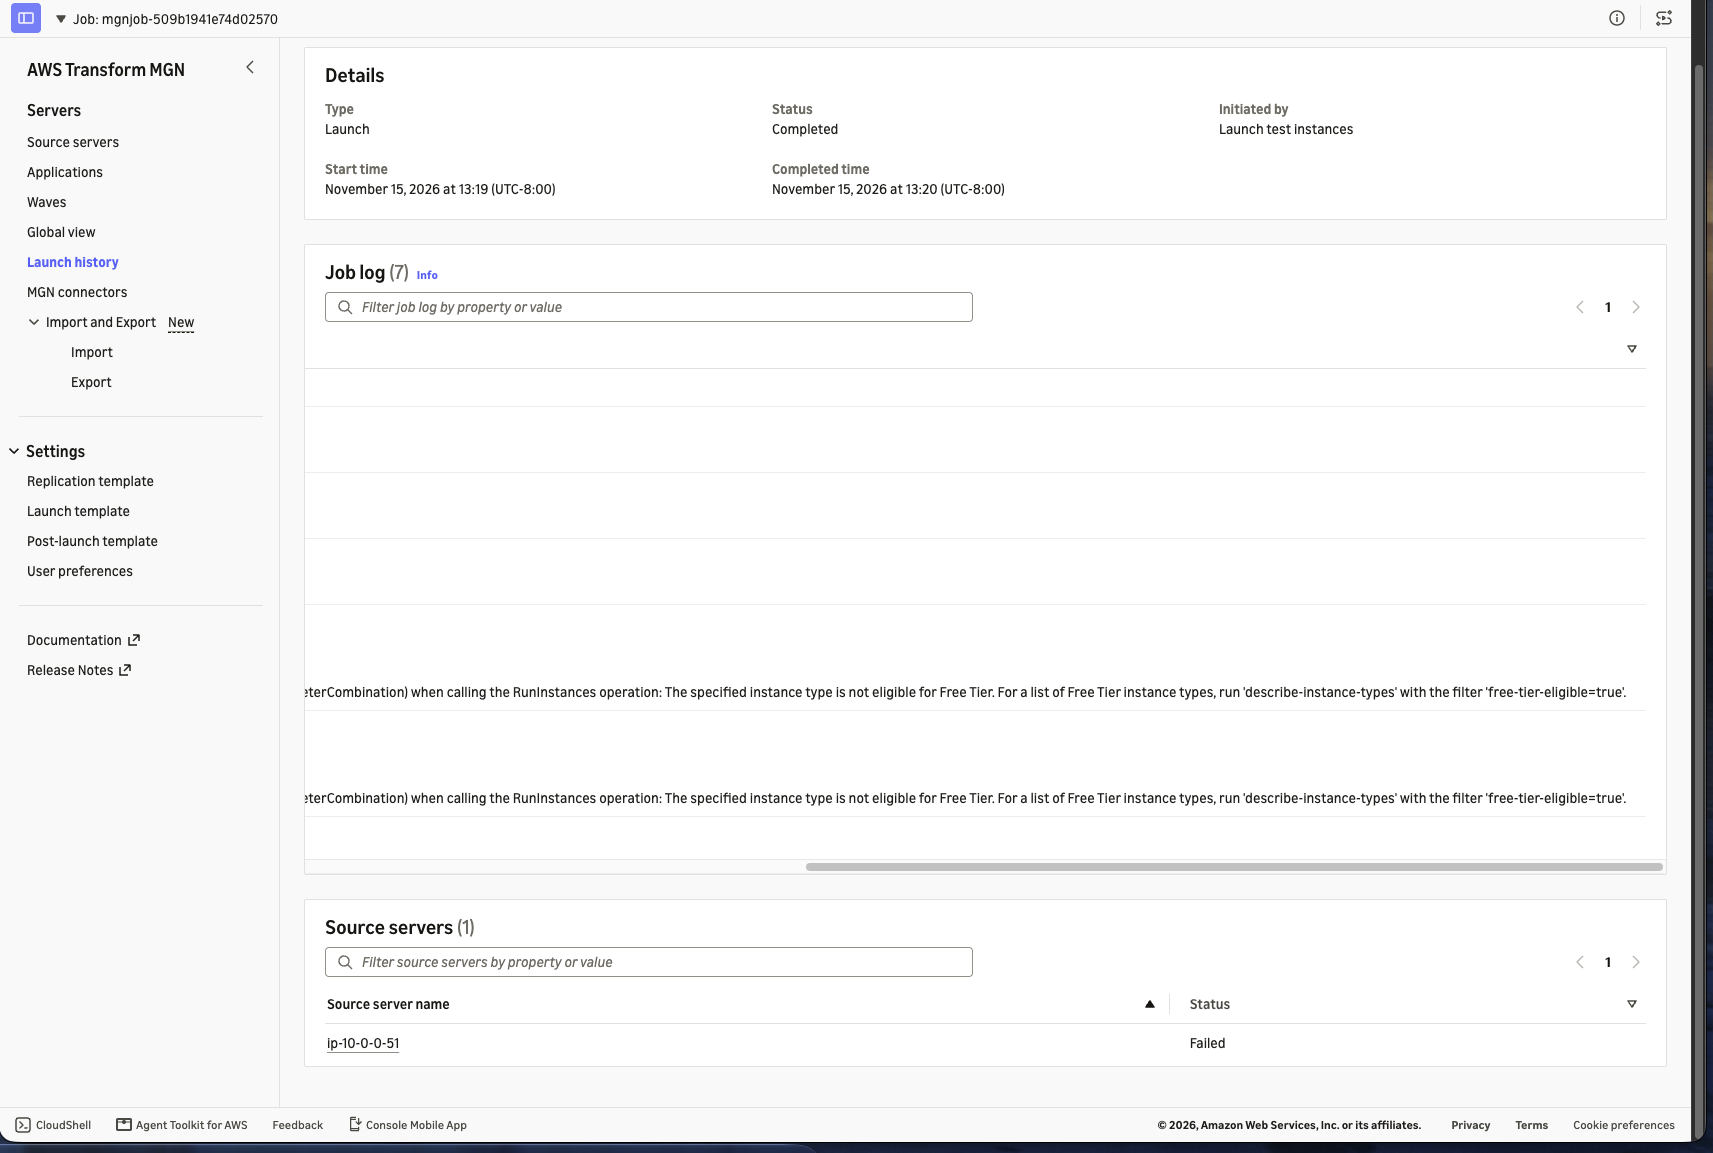 Job: mgnjob-509b1941e74d02570
AWS Transform MGN
Servers
Source servers
Applications
Waves
Global view
Launch history
MGN connectors
Import and Export New
Import
Export
Settings
Replication template
Launch template
Post-launch template
User preferences
Documentation
Release Notes
Details
Type
Launch
Status
Completed
Initiated by
Launch test instances
Start time
November 15, 2026 at 13:19 (UTC-8:00)
Completed time
November 15, 2026 at 13:20 (UTC-8:00)
Job log (7) Info
Filter job log by property or value
1
eterCombination) when calling the RunInstances operation: The specified instance type is not eligible for Free Tier. For a list of Free Tier instance types, run 'describe-instance-types' with the filter 'free-tier-eligible=true'.
eterCombination) when calling the RunInstances operation: The specified instance type is not eligible for Free Tier. For a list of Free Tier instance types, run 'describe-instance-types' with the filter 'free-tier-eligible=true'.
Source servers (1)
Filter source servers by property or value
1
Source server name Status
ip-10-0-0-51 Failed
CloudShell Agent Toolkit for AWS Feedback Console Mobile App © 2026, Amazon Web Services, Inc. or its affiliates. Privacy Terms Cookie preferences